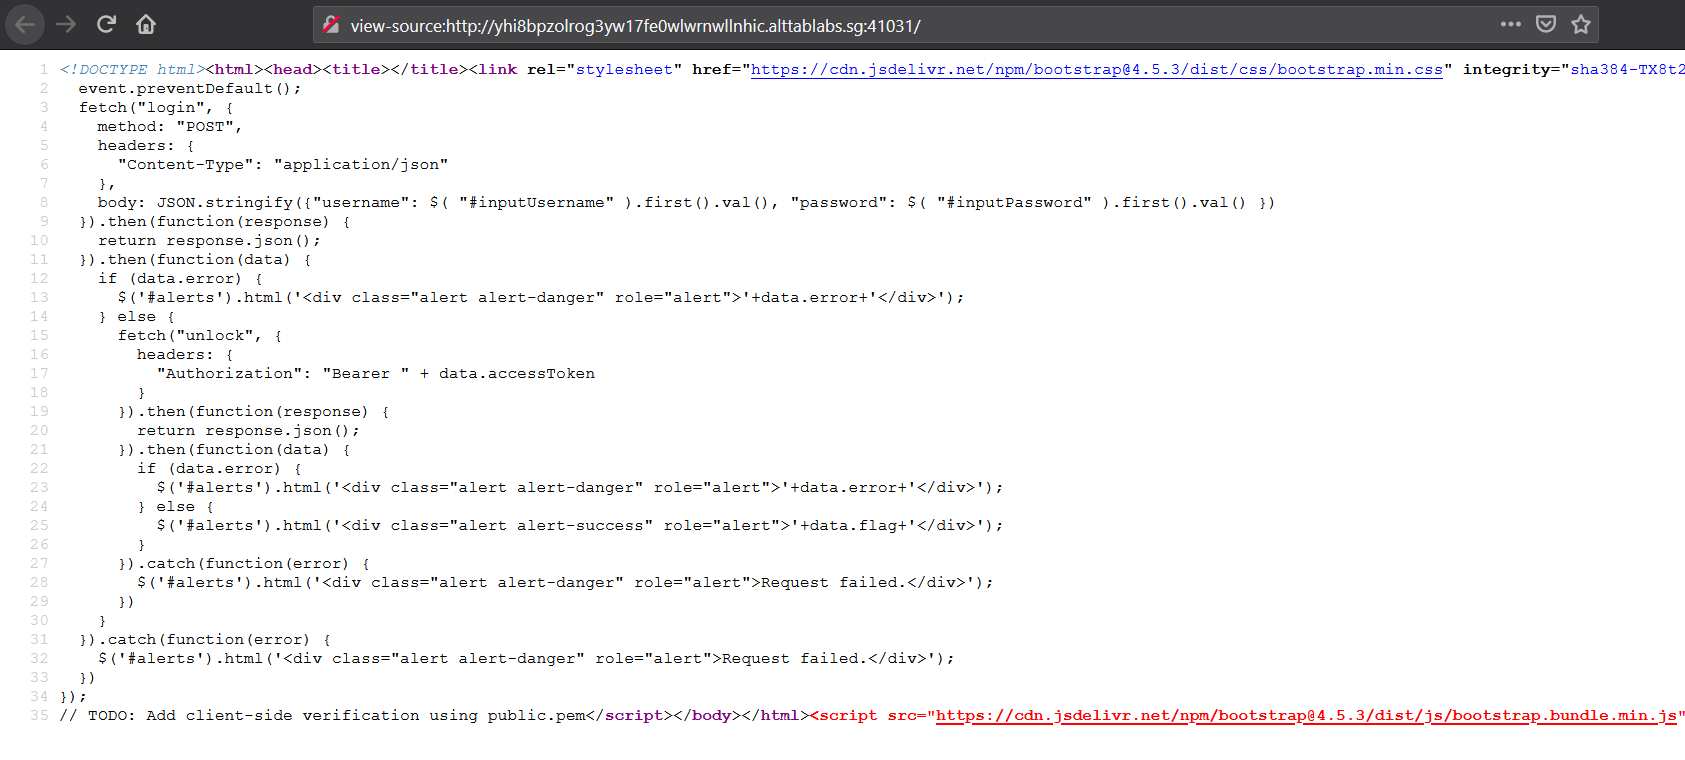 view-source:http://yhi8bpzolrog3yw17fe0wlwrnwllnhic.alttablabs.sg:41031/
1 <!DOCTYPE html><html><head><title></title><link rel="stylesheet" href="https://cdn.jsdelivr.net/npm/bootstrap@4.5.3/dist/css/bootstrap.min.css" integrity="sha384-TX8t2
2 event.preventDefault();
3 fetch("login", {
4 method: "POST",
5 headers: {
6 "Content-Type": "application/json"
7 },
8 body: JSON.stringify({"username": $( "#inputUsername" ).first().val(), "password": $( "#inputPassword" ).first().val() })
9 }).then(function(response) {
10 return response.json();
11 }).then(function(data) {
12 if (data.error) {
13 $('#alerts').html('<div class="alert alert-danger" role="alert">'+data.error+'</div>');
14 } else {
15 fetch("unlock", {
16 headers: {
17 "Authorization": "Bearer " + data.accessToken
18 }
19 }).then(function(response) {
20 return response.json();
21 }).then(function(data) {
22 if (data.error) {
23 $('#alerts').html('<div class="alert alert-danger" role="alert">'+data.error+'</div>');
24 } else {
25 $('#alerts').html('<div class="alert alert-success" role="alert">'+data.flag+'</div>');
26 }
27 }).catch(function(error) {
28 $('#alerts').html('<div class="alert alert-danger" role="alert">Request failed.</div>');
29 })
30 }
31 }).catch(function(error) {
32 $('#alerts').html('<div class="alert alert-danger" role="alert">Request failed.</div>');
33 })
34 });
35 // TODO: Add client-side verification using public.pem</script></body></html><script src="https://cdn.jsdelivr.net/npm/bootstrap@4.5.3/dist/js/bootstrap.bundle.min.js"